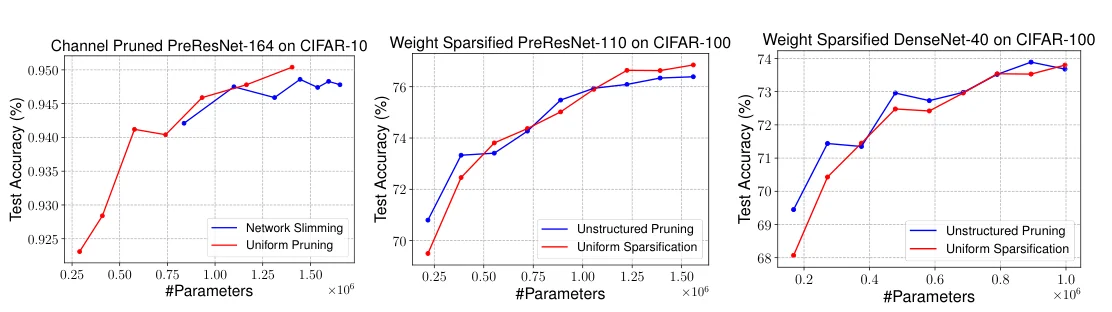 Channel Pruned PreResNet-164 on CIFAR-10
Test Accuracy (%)
0.950
0.945
0.940
0.935
0.930
0.925
0.25 0.50 0.75 1.00 1.25 1.50
#Parameters
×10⁶
Network Slimming
Uniform Pruning
Weight Sparsified PreResNet-110 on CIFAR-100
Test Accuracy (%)
76
74
72
70
0.25 0.50 0.75 1.00 1.25 1.50
#Parameters
×10⁶
Unstructured Pruning
Uniform Sparsification
Weight Sparsified DenseNet-40 on CIFAR-100
Test Accuracy (%)
74
73
72
71
70
69
68
0.2 0.4 0.6 0.8 1.0
#Parameters
×10⁶
Unstructured Pruning
Uniform Sparsification